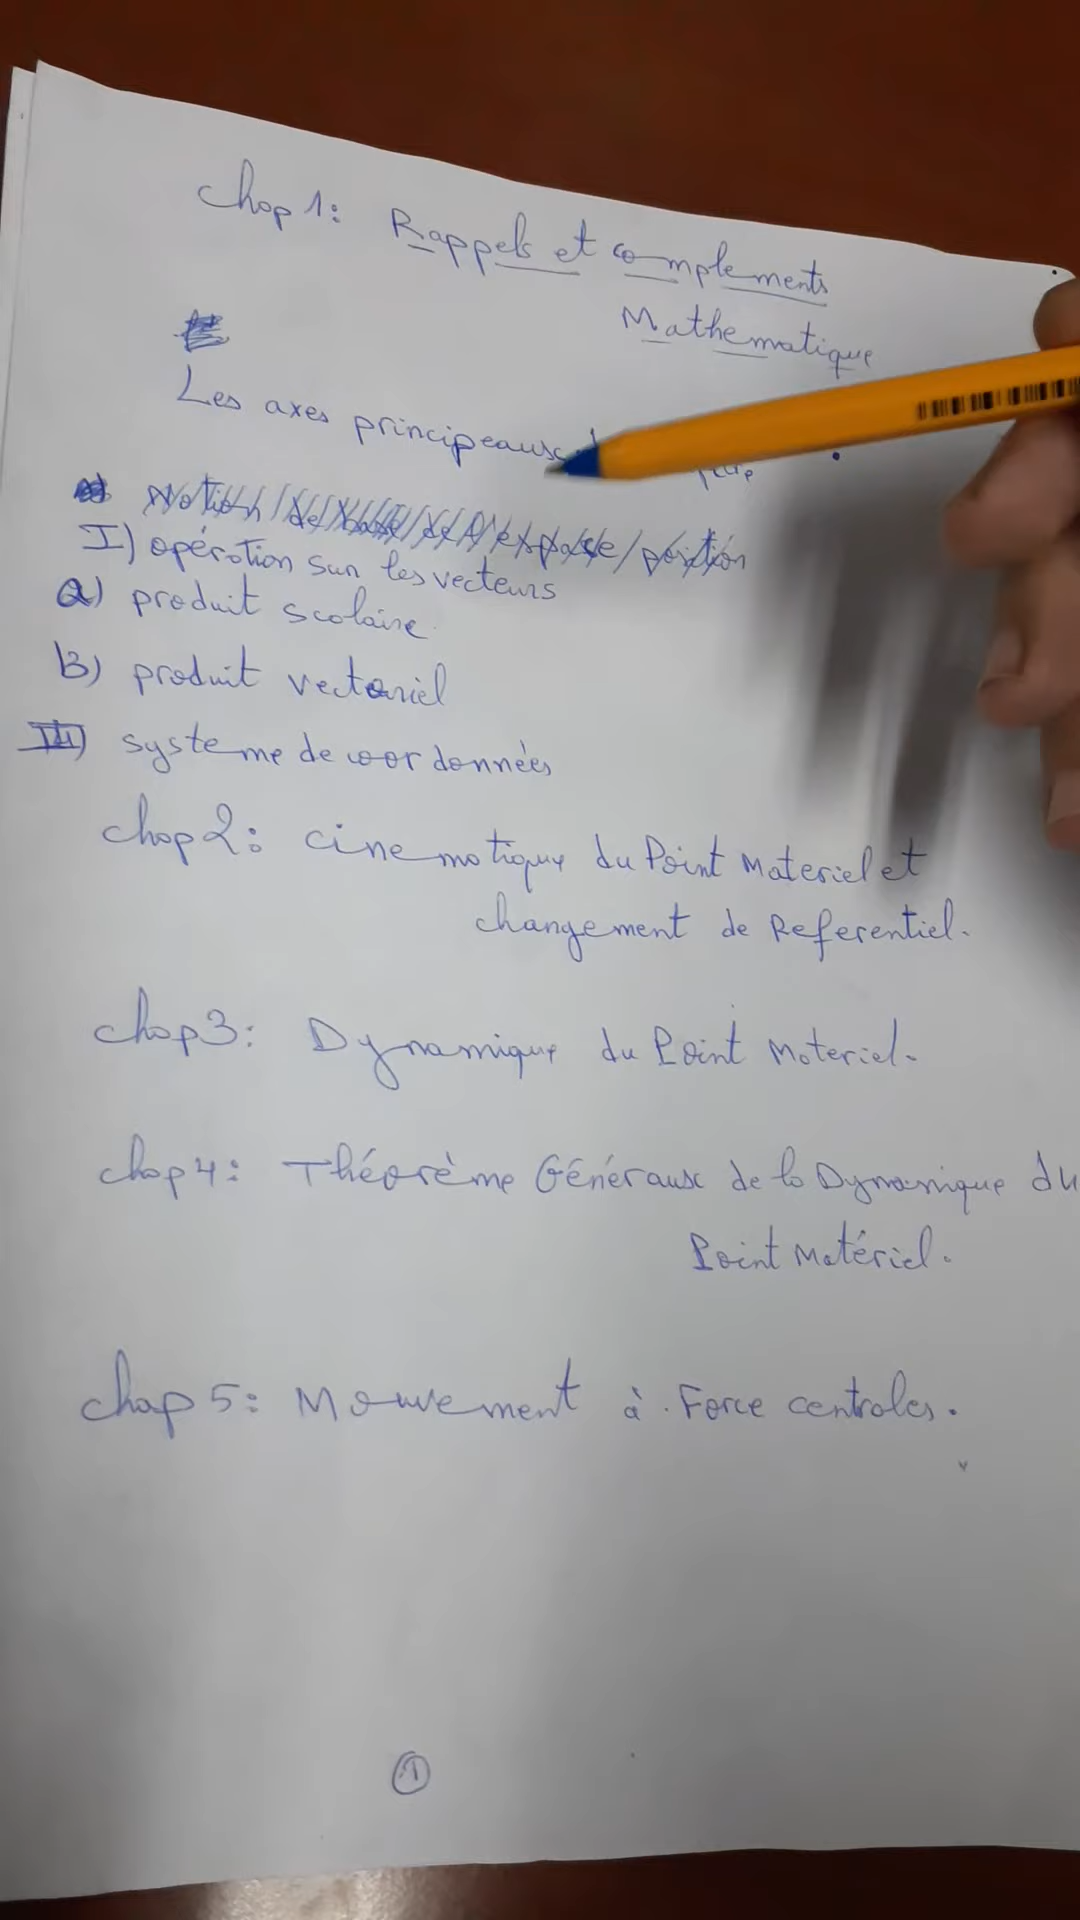 Chap 1: Rappels et complements
Mathematique
Les axes principeaux
I) opération sur les vecteurs
a) produit scalaire
B) produit vectoriel
III) systeme de coordonnées
Chap 2: cinematique du Point Materiel et
changement de Referentiel.
Chap 3: Dynamique du Point Materiel.
Chap 4: Théorème Généraux de la Dynamique du
Point Matériel.
Chap 5: Mouvement à Force centrales.
1